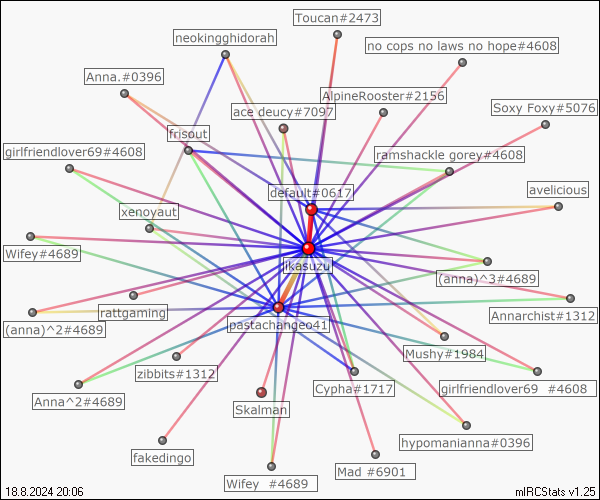 Toucan#2473
neokingghidorah
no cops no laws no hope#4608
Anna.#0396
AlpineRooster#2156
ace deucy#7097
Soxy Foxy#5076
frisout
girlfriendlover69#4608
ramshackle gorey#4608
default#0617
avelicious
xenoyaut
Wifey#4689
ikasuzu
(anna)^3#4689
rattgaming
Annarchist#1312
(anna)^2#4689
pastachangeo41
Mushy#1984
zibbits#1312
Cypha#1717
girlfriendlover69 #4608
Anna^2#4689
Skalman
hypomanianna#0396
fakedingo
Mad #6901
Wifey #4689
18.8.2024 20:06
mIRCStats v1.25